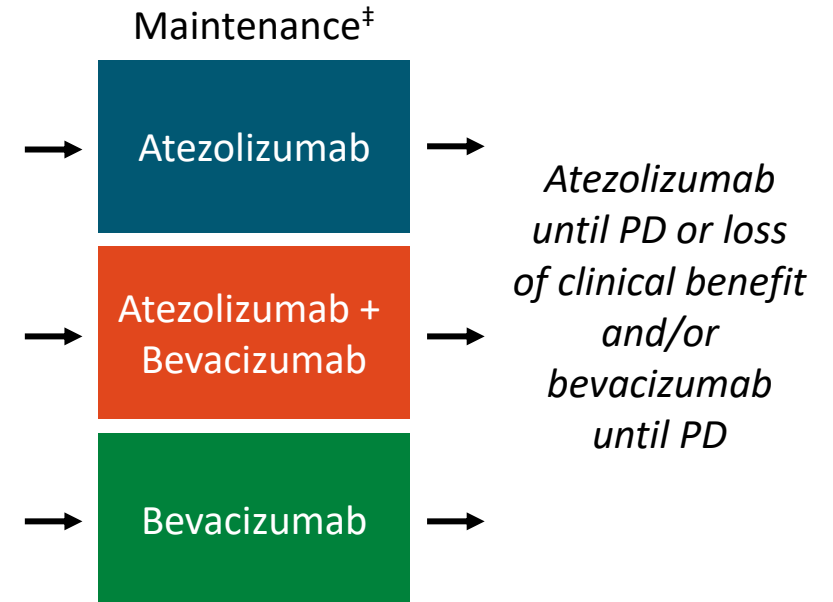 Maintenance‡
Atezolizumab
Atezolizumab +
Bevacizumab
Bevacizumab
Atezolizumab
until PD or loss
of clinical benefit
and/or
bevacizumab
until PD